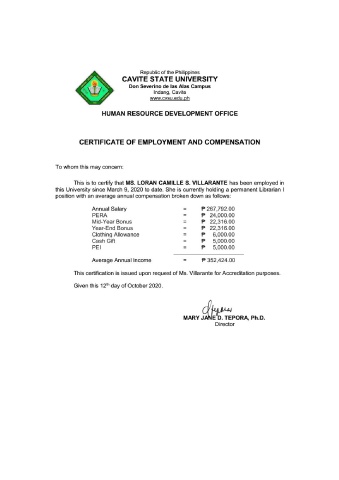 Republic of the Philippines
CAVITE STATE UNIVERSITY
Don Severino de las Alas Campus
Indang, Cavite
www.cvsu.edu.ph
HUMAN RESOURCE DEVELOPMENT OFFICE
CERTIFICATE OF EMPLOYMENT AND COMPENSATION
To whom this may concern:
This is to certify that MS. LORAN CAMILLE S. VILLARANTE has been employed in
this University since March 9, 2020 to date. She is currently holding a permanent Librarian I
position with an average annual compensation broken down as follows:
Annual Salary = ₱ 267,792.00
PERA = ₱ 24,000.00
Mid-Year Bonus = ₱ 22,316.00
Year-End Bonus = ₱ 22,316.00
Clothing Allowance = ₱ 6,000.00
Cash Gift = ₱ 5,000.00
PEI = ₱ 5,000.00
Average Annual Income = ₱ 352,424.00
This certification is issued upon request of Ms. Villarante for Accreditation purposes.
Given this 12th day of October 2020.
MARY JANE D. TEPORA, Ph.D.
Director